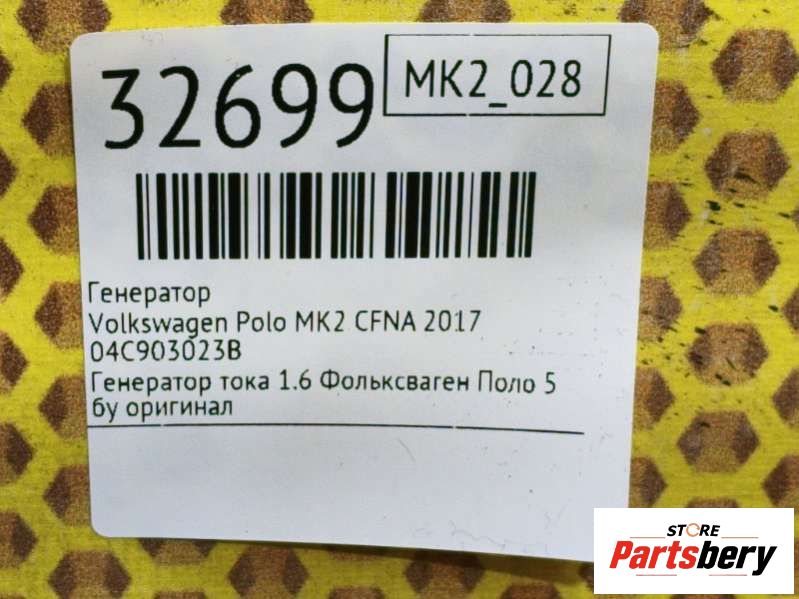 32699
MK2_028
Генератор
Volkswagen Polo MK2 CFNA 2017
04C903023B
Генератор тока 1.6 Фольксваген Поло 5
бу оригинал
STORE
Partsbery